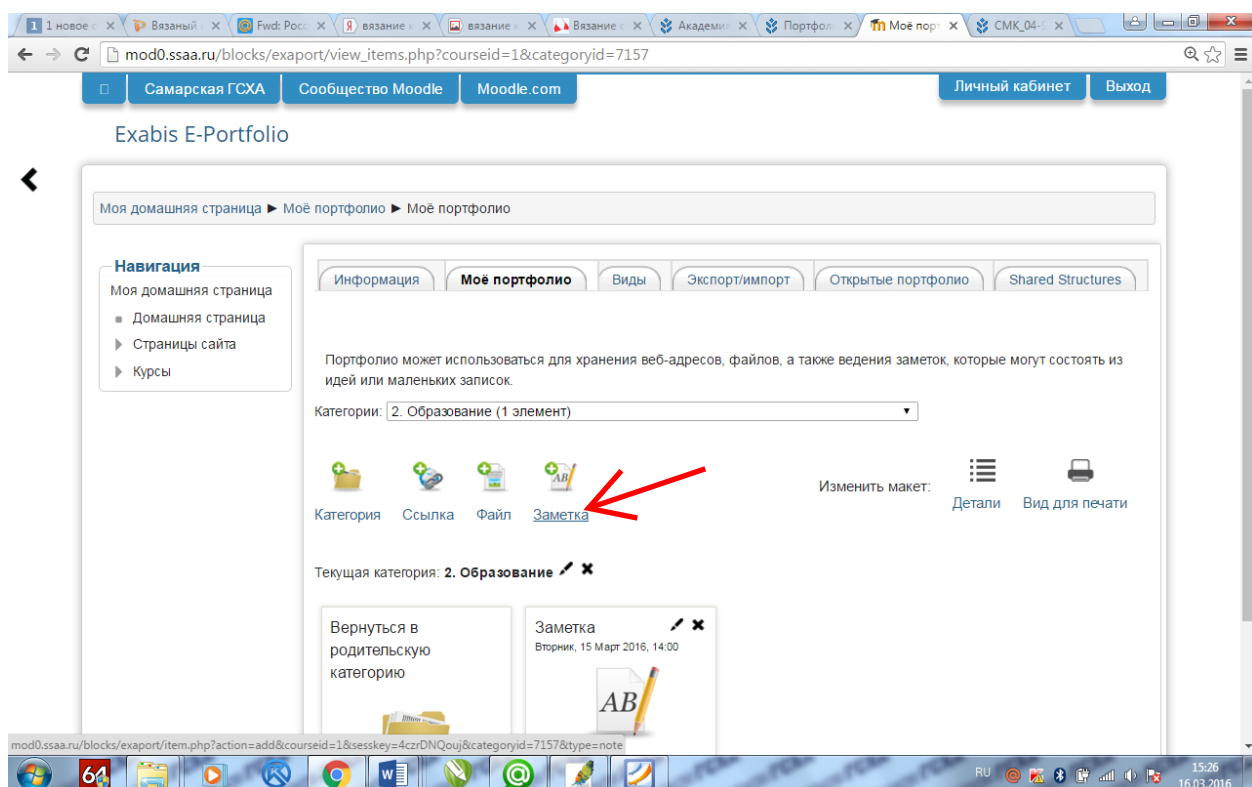 1 новое с
Вязаный
Fwd: Росс
вязание к
вязание к
Вязание с
Академия
Портфол
Моё порт
СМК_04-9
mod0.ssaa.ru/blocks/exaport/view_items.php?courseid=1&categoryid=7157
Самарская ГСХА Сообщество Moodle Moodle.com Личный кабинет Выход
Exabis E-Portfolio
Моя домашняя страница ► Моё портфолио ► Моё портфолио
Навигация
Моя домашняя страница
Домашняя страница
Страницы сайта
Курсы
Информация Моё портфолио Виды Экспорт/импорт Открытые портфолио Shared Structures
Портфолио может использоваться для хранения веб-адресов, файлов, а также ведения заметок, которые могут состоять из
идей или маленьких записок.
Категории: 2. Образование (1 элемент)
AB
Изменить макет:
Категория Ссылка Файл Заметка Детали Вид для печати
Текущая категория: 2. Образование
Вернуться в
родительскую
категорию
Заметка
Вторник, 15 Март 2016, 14:00
AB
mod0.ssaa.ru/blocks/exaport/item.php?action=add&courseid=1&sesskey=4czrDNQouj&categoryid=7157&type=note
64
RU
15:26
16.03.2016